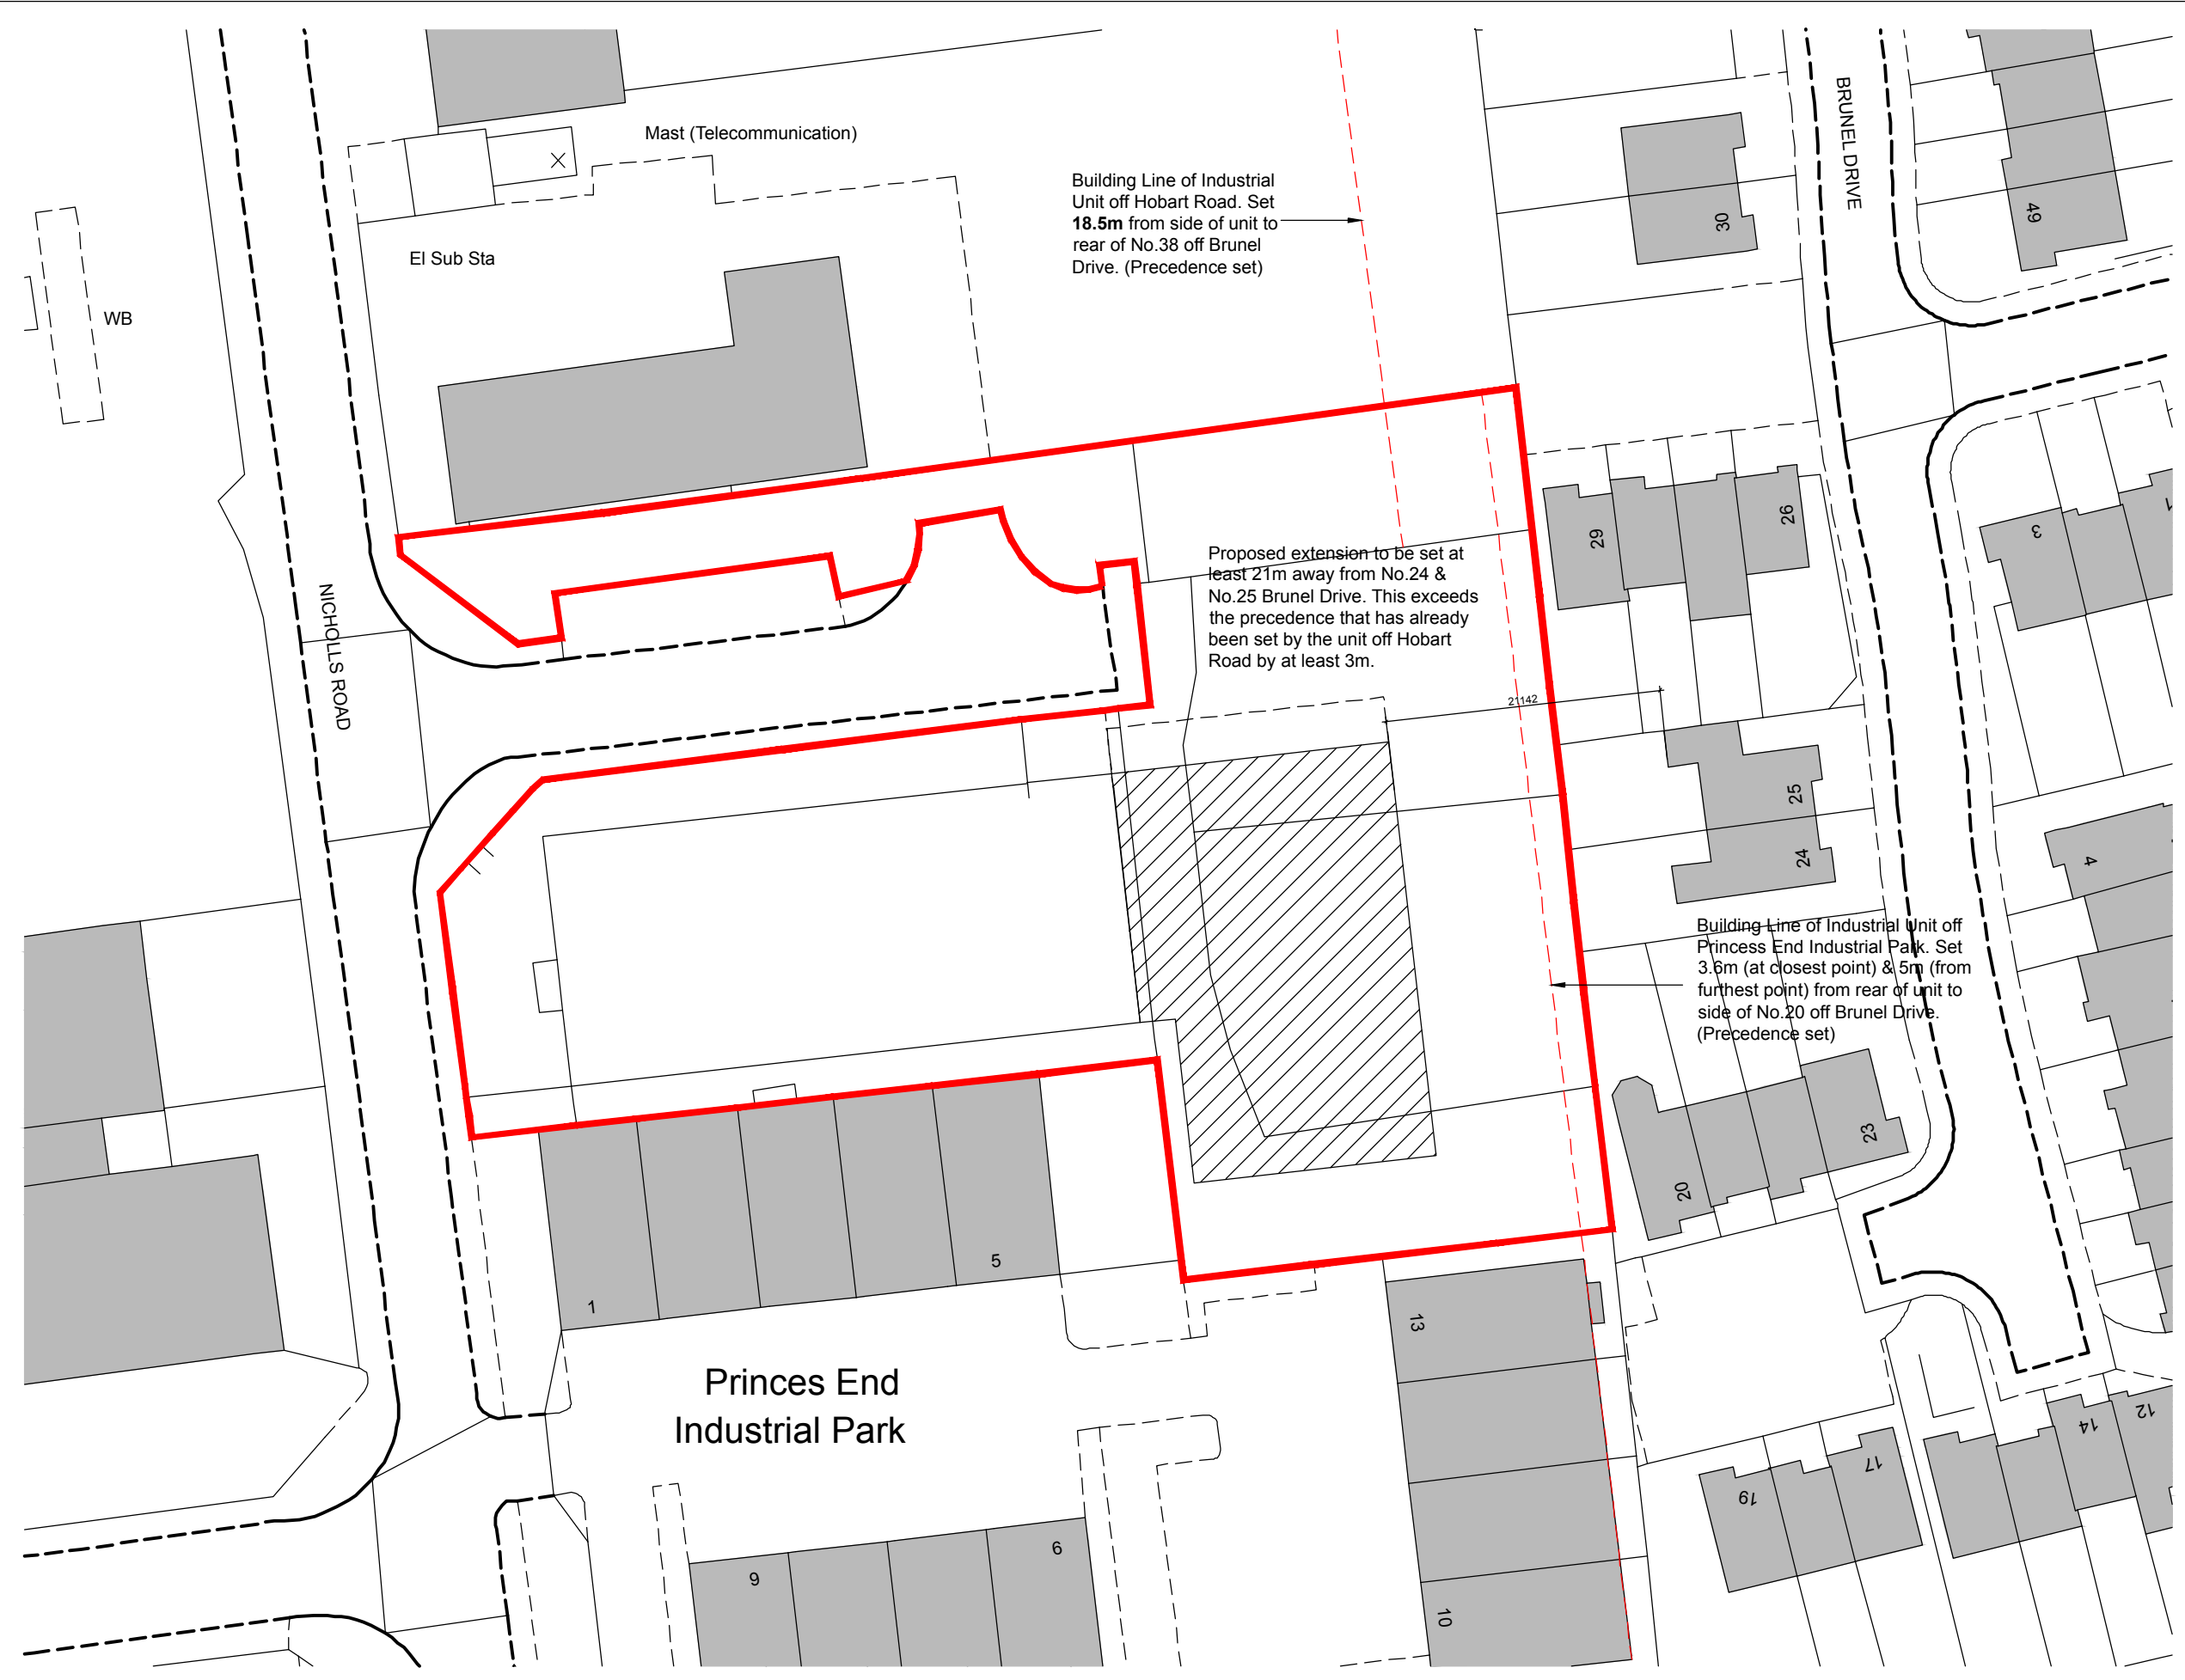 Mast (Telecommunication)
El Sub Sta
WB
NICHOLLS ROAD
BRUNEL DRIVE
Building Line of Industrial
Unit off Hobart Road. Set
18.5m from side of unit to
rear of No.38 off Brunel
Drive. (Precedence set)
30
49
29
26
3
1
Proposed extension to be set at
least 21m away from No.24 &
No.25 Brunel Drive. This exceeds
the precedence that has already
been set by the unit off Hobart
Road by at least 3m.
21142
25
24
4
Building Line of Industrial Unit off
Princess End Industrial Park. Set
3.6m (at closest point) & 5m (from
furthest point) from rear of unit to
side of No.20 off Brunel Drive.
(Precedence set)
23
20
1
5
13
Princes End
Industrial Park
9
6
10
19
17
14
12